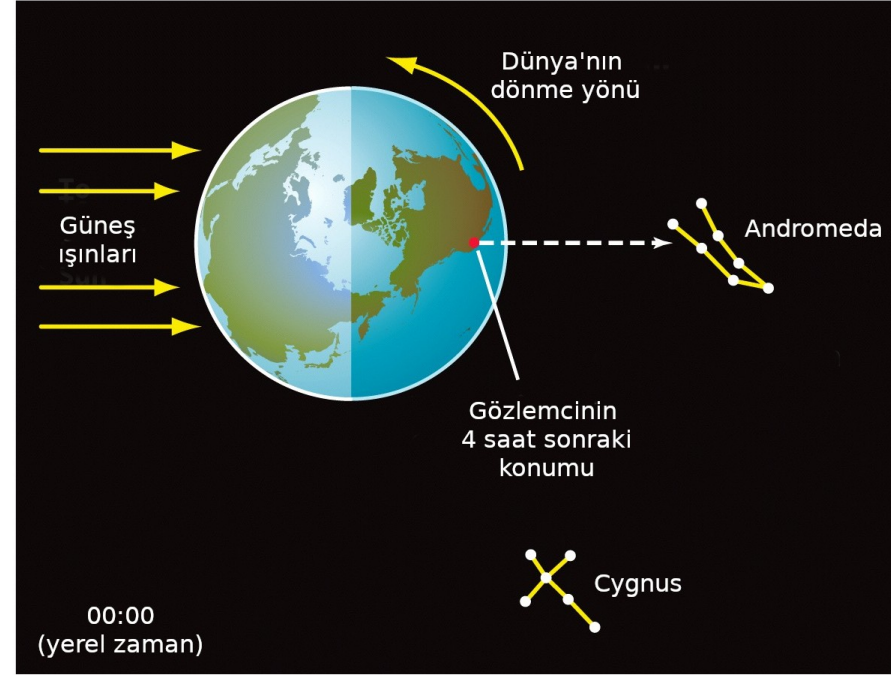 Dünya'nın
dönme yönü
Güneş
ışınları
Andromeda
Gözlemcinin
4 saat sonraki
konumu
Cygnus
00:00
(yerel zaman)